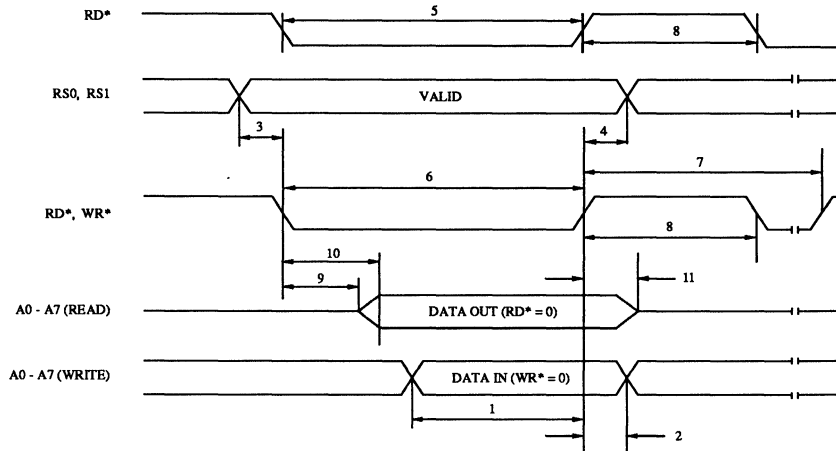 RD*
5
8
RS0, RS1
VALID
3
4
7
6
RD*, WR*
8
10
9
11
A0 - A7 (READ)
DATA OUT (RD* = 0)
A0 - A7 (WRITE)
DATA IN (WR* = 0)
1
2